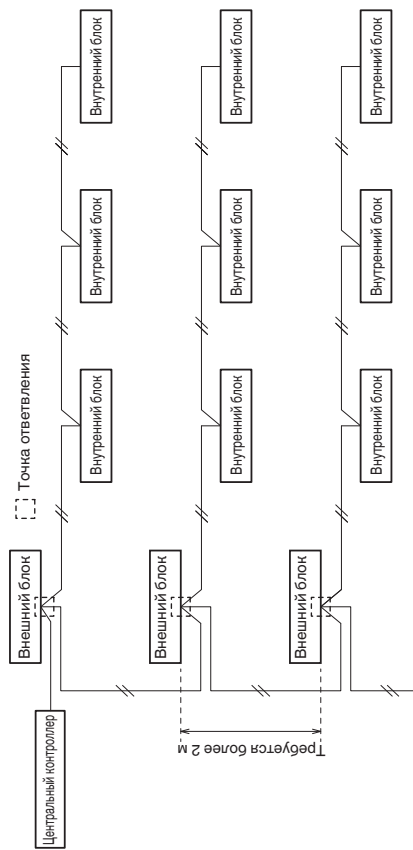 Точка ответвления
Центральный контроллер
Внешний блок
Внутренний блок
Внутренний блок
Внутренний блок
Внешний блок
Внутренний блок
Внутренний блок
Внутренний блок
Требуется более 2 м
Внешний блок
Внутренний блок
Внутренний блок
Внутренний блок